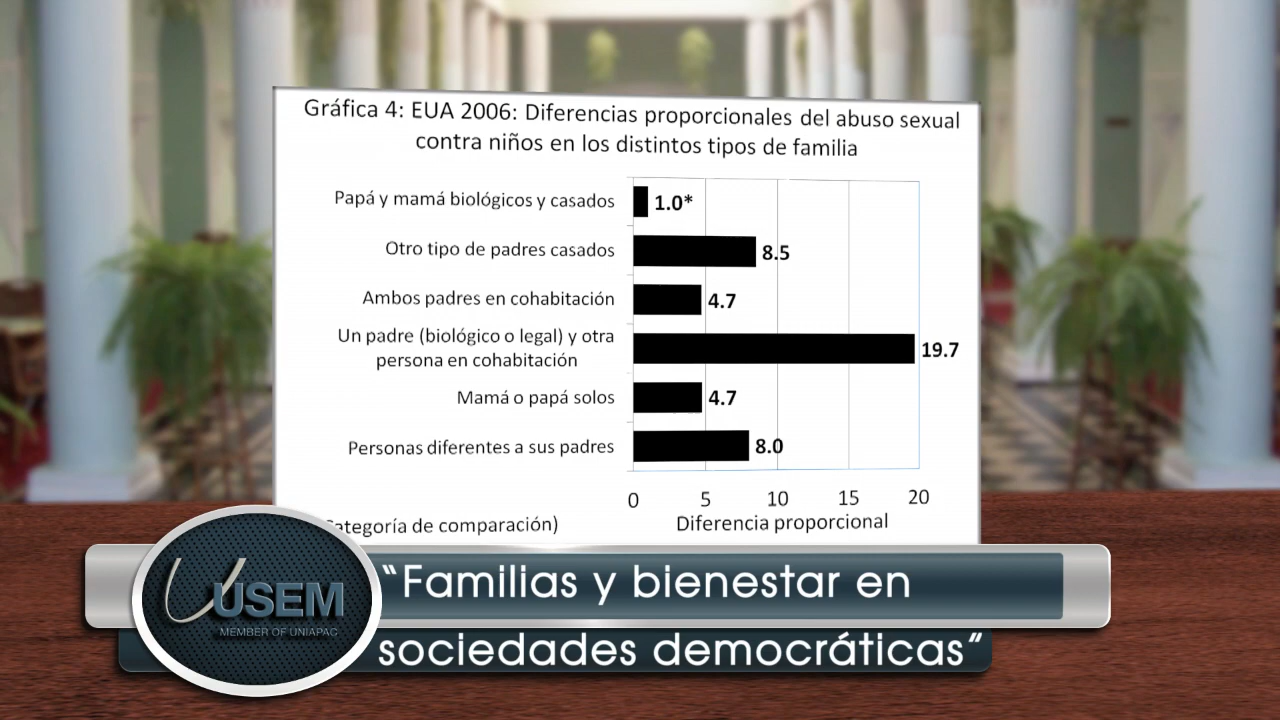 Gráfica 4: EUA 2006: Diferencias proporcionales del abuso sexual
contra niños en los distintos tipos de familia
Papá y mamá biológicos y casados 1.0*
Otro tipo de padres casados 8.5
Ambos padres en cohabitación 4.7
Un padre (biológico o legal) y otra
persona en cohabitación 19.7
Mamá o papá solos 4.7
Personas diferentes a sus padres 8.0
0 5 10 15 20
de comparación) Diferencia proporcional
USEM
MEMBER OF UNIAPAC
“Familias y bienestar en
sociedades democráticas”